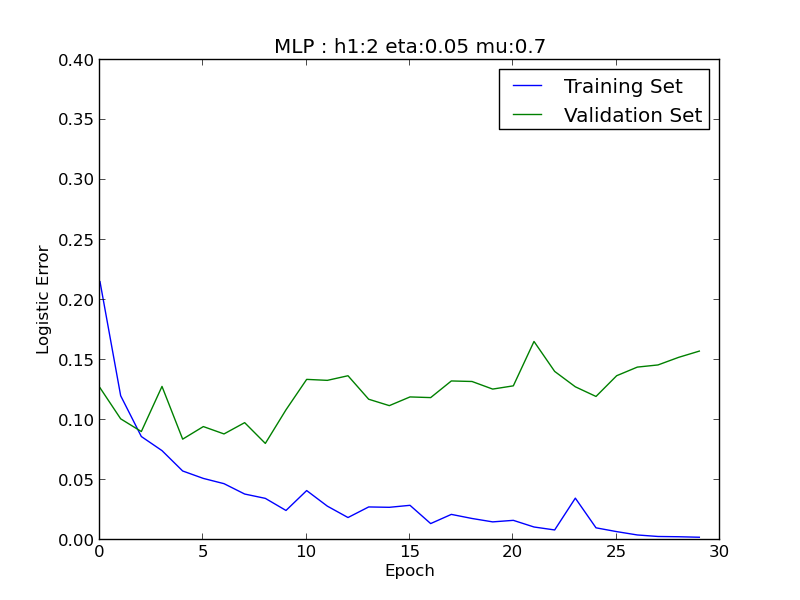 MLP : h1:2 eta:0.05 mu:0.7
Training Set
Validation Set
0.40
0.35
0.30
0.25
0.20
0.15
0.10
0.05
0.00
Logistic Error
0 5 10 15 20 25 30
Epoch